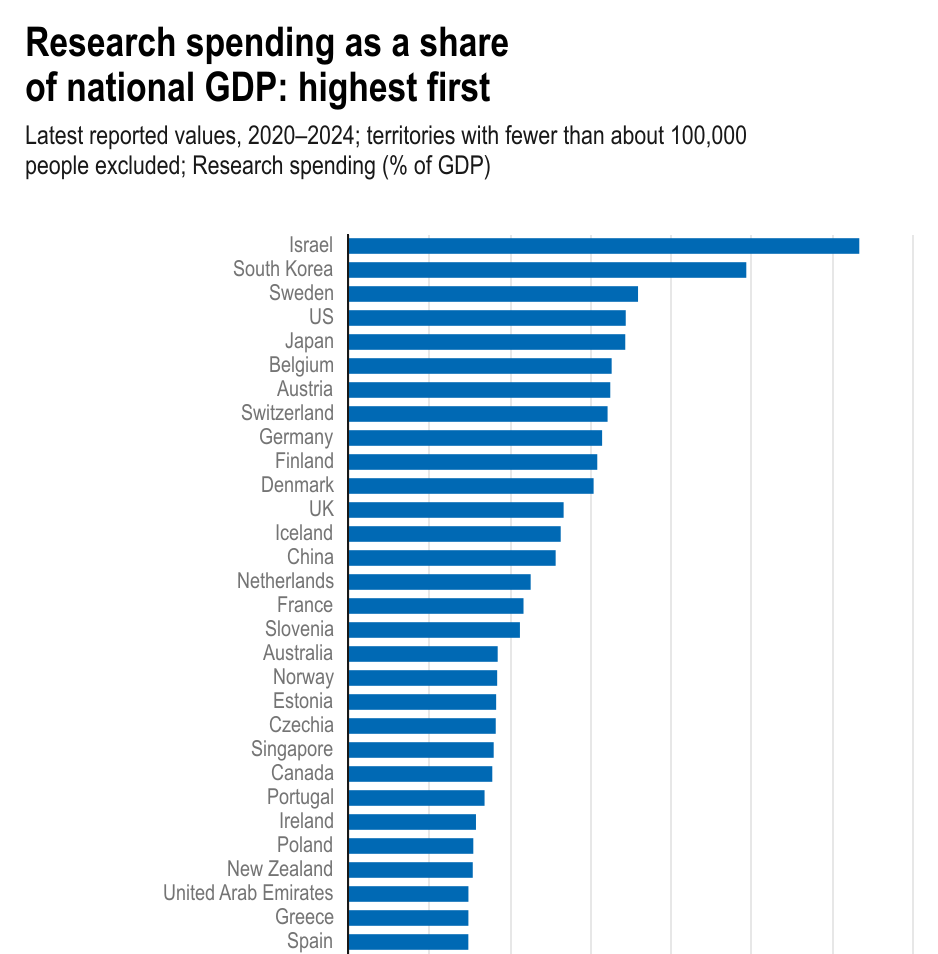 Research spending as a share
of national GDP: highest first
Latest reported values, 2020–2024; territories with fewer than about 100,000
people excluded; Research spending (% of GDP)
Israel
South Korea
Sweden
US
Japan
Belgium
Austria
Switzerland
Germany
Finland
Denmark
UK
Iceland
China
Netherlands
France
Slovenia
Australia
Norway
Estonia
Czechia
Singapore
Canada
Portugal
Ireland
Poland
New Zealand
United Arab Emirates
Greece
Spain